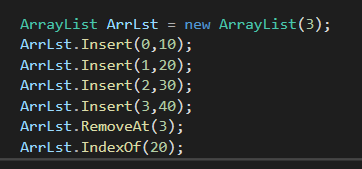 ArrayList ArrLst = new ArrayList(3);
ArrLst.Insert(0,10);
ArrLst.Insert(1,20);
ArrLst.Insert(2,30);
ArrLst.Insert(3,40);
ArrLst.RemoveAt(3);
ArrLst.IndexOf(20);